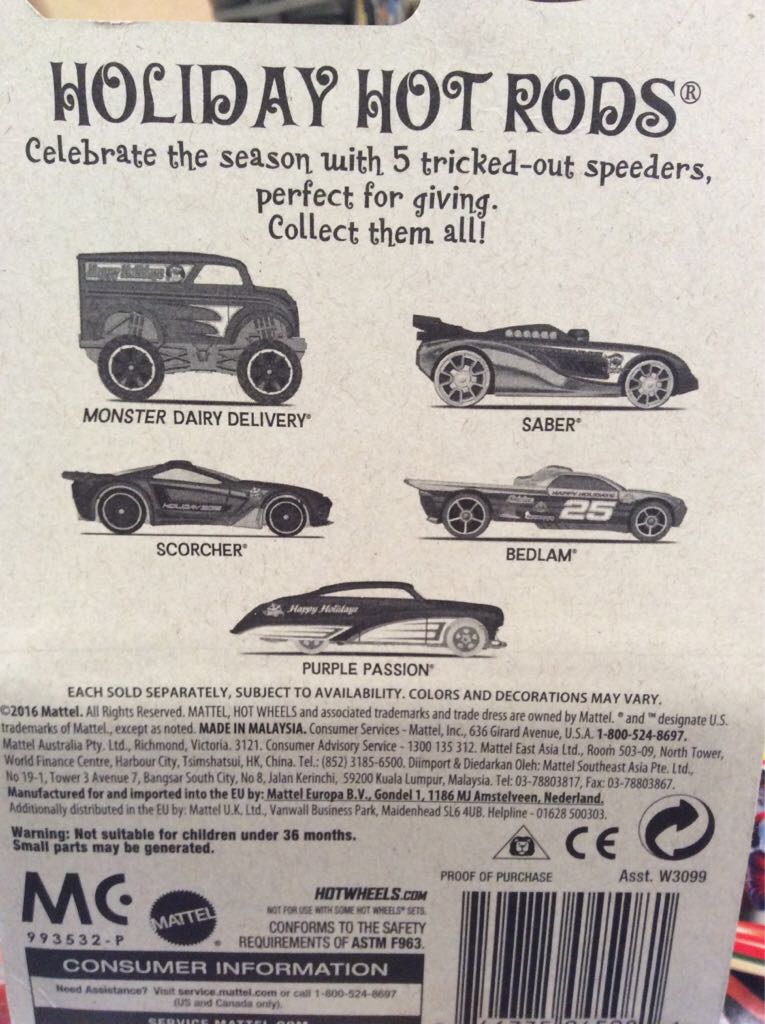 HOLIDAY HOT RODS®
Celebrate the season with 5 tricked-out speeders,
perfect for giving.
Collect them all!
Happy Holidays
MONSTER DAIRY DELIVERY®
SABER®
HOLIDAY 2016
SCORCHER®
HAPPY HOLIDAYS
25
BEDLAM®
Happy Holidays
PURPLE PASSION®
EACH SOLD SEPARATELY, SUBJECT TO AVAILABILITY. COLORS AND DECORATIONS MAY VARY.
©2016 Mattel. All Rights Reserved. MATTEL, HOT WHEELS and associated trademarks and trade dress are owned by Mattel. ® and ™ designate U.S.
trademarks of Mattel., except as noted. MADE IN MALAYSIA. Consumer Services - Mattel, Inc., 636 Girard Avenue, U.S.A. 1-800-524-8697.
Mattel Australia Pty. Ltd., Richmond, Victoria. 3121. Consumer Advisory Service - 1300 135 312. Mattel East Asia Ltd., Room 503-09, North Tower,
World Finance Centre, Harbour City, Tsimshatsui, HK, China. Tel.: (852) 3185-6500. Diimport & Diedarkan Oleh: Mattel Southeast Asia Pte. Ltd.,
No 19-1, Tower 3 Avenue 7, Bangsar South City, No 8, Jalan Kerinchi, 59200 Kuala Lumpur, Malaysia. Tel: 03-78803817, Fax: 03-78803867.
Manufactured for and imported into the EU by: Mattel Europa B.V., Gondel 1, 1186 MJ Amstelveen, Nederland.
Additionally distributed in the EU by: Mattel U.K. Ltd., Vanwall Business Park, Maidenhead SL6 4UB. Helpline - 01628 500303.
Warning: Not suitable for children under 36 months.
Small parts may be generated.
CE
PROOF OF PURCHASE
Asst. W3099
MC
993532-P
MATTEL®
HOTWHEELS.COM
NOT FOR USE WITH SOME HOT WHEELS® SETS.
CONFORMS TO THE SAFETY
REQUIREMENTS OF ASTM F963.
CONSUMER INFORMATION
Need Assistance? Visit service.mattel.com or call 1-800-524-8697
(US and Canada only).
SERVICE.MATTEL.COM